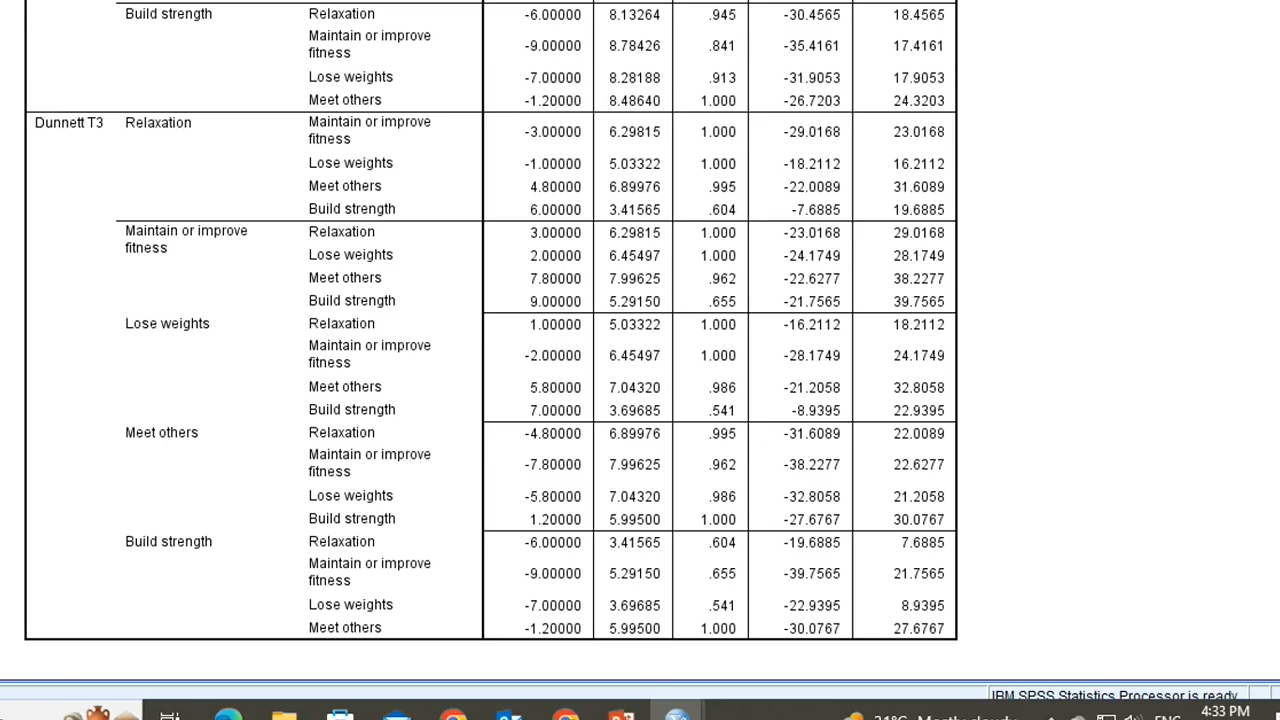 Build strength Relaxation -6.00000 8.13264 .945 -30.4565 18.4565
Maintain or improve
fitness -9.00000 8.78426 .841 -35.4161 17.4161
Lose weights -7.00000 8.28188 .913 -31.9053 17.9053
Meet others -1.20000 8.48640 1.000 -26.7203 24.3203
Dunnett T3 Relaxation Maintain or improve
fitness -3.00000 6.29815 1.000 -29.0168 23.0168
Lose weights -1.00000 5.03322 1.000 -18.2112 16.2112
Meet others 4.80000 6.89976 .995 -22.0089 31.6089
Build strength 6.00000 3.41565 .604 -7.6885 19.6885
Maintain or improve
fitness Relaxation 3.00000 6.29815 1.000 -23.0168 29.0168
Lose weights 2.00000 6.45497 1.000 -24.1749 28.1749
Meet others 7.80000 7.99625 .962 -22.6277 38.2277
Build strength 9.00000 5.29150 .655 -21.7565 39.7565
Lose weights Relaxation 1.00000 5.03322 1.000 -16.2112 18.2112
Maintain or improve
fitness -2.00000 6.45497 1.000 -28.1749 24.1749
Meet others 5.80000 7.04320 .986 -21.2058 32.8058
Build strength 7.00000 3.69685 .541 -8.9395 22.9395
Meet others Relaxation -4.80000 6.89976 .995 -31.6089 22.0089
Maintain or improve
fitness -7.80000 7.99625 .962 -38.2277 22.6277
Lose weights -5.80000 7.04320 .986 -32.8058 21.2058
Build strength 1.20000 5.99500 1.000 -27.6767 30.0767
Build strength Relaxation -6.00000 3.41565 .604 -19.6885 7.6885
Maintain or improve
fitness -9.00000 5.29150 .655 -39.7565 21.7565
Lose weights -7.00000 3.69685 .541 -22.9395 8.9395
Meet others -1.20000 5.99500 1.000 -30.0767 27.6767
IBM SPSS Statistics Processor is ready
31°C Mostly cloudy ENG 4:33 PM